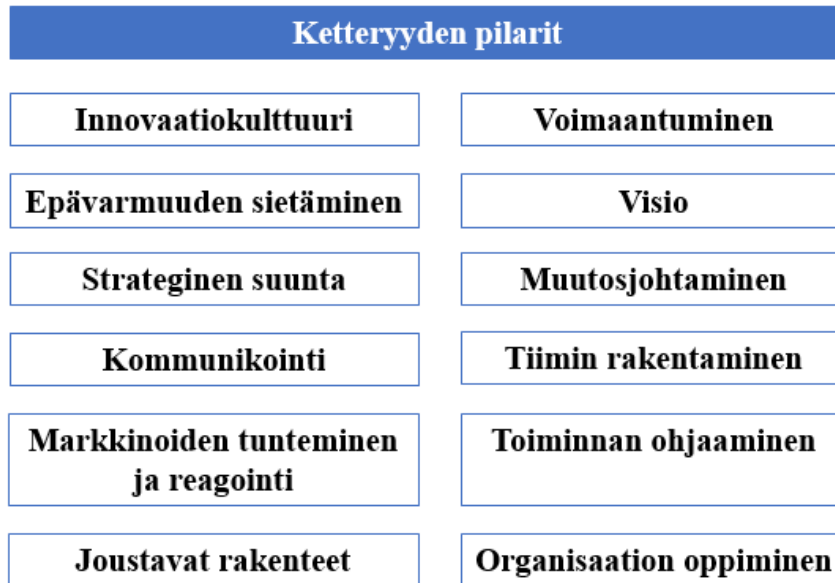 Ketteryyden pilarit
Innovaatiokulttuuri
Voimaantuminen
Epävarmuuden sietäminen
Visio
Strateginen suunta
Muutosjohtaminen
Kommunikointi
Tiimin rakentaminen
Markkinoiden tunteminen
ja reagointi
Toiminnan ohjaaminen
Joustavat rakenteet
Organisaation oppiminen